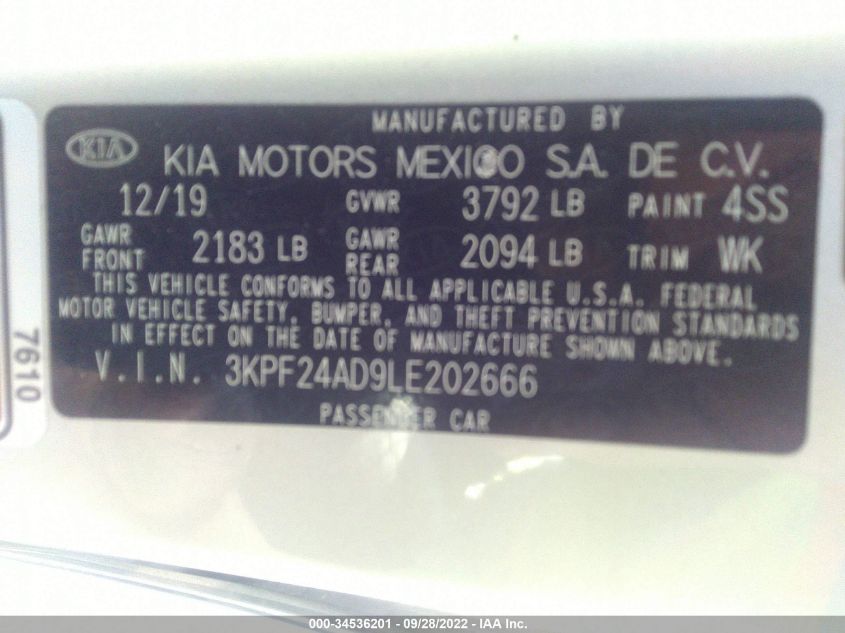 MANUFACTURED BY
KIA KIA MOTORS MEXICO S.A. DE C.V.
12/19 GVWR 3792 LB PAINT 4SS
GAWR FRONT 2183 LB GAWR REAR 2094 LB TRIM WK
THIS VEHICLE CONFORMS TO ALL APPLICABLE U.S.A. FEDERAL
MOTOR VEHICLE SAFETY, BUMPER, AND THEFT PREVENTION STANDARDS
IN EFFECT ON THE DATE OF MANUFACTURE SHOWN ABOVE.
V.I.N. 3KPF24AD9LE202666
PASSENGER CAR
7610
000-34536201 - 09/28/2022 - IAA Inc.